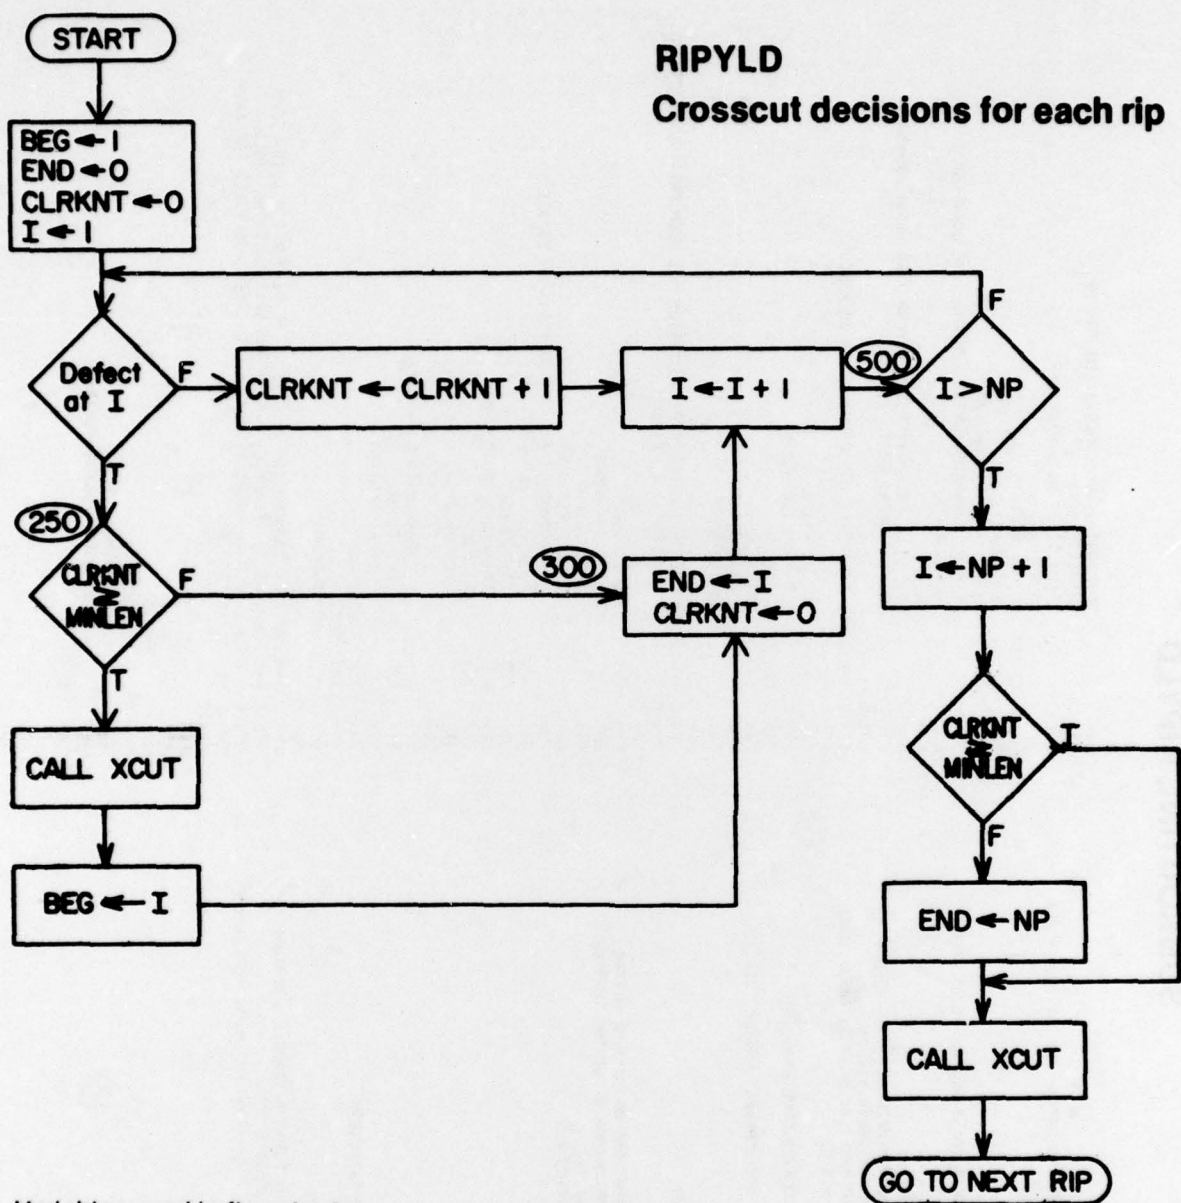 START
RIPYLD
Crosscut decisions for each rip
BEG ← 1
END ← 0
CLRKNT ← 0
I ← 1
F
Defect
at I
F
CLRKNT ← CLRKNT + 1
I ← I + 1
500
I > NP
T
T
250
CLRKNT
≥
MINLEN
F
300
END ← I
CLRKNT ← 0
I ← NP + 1
T
CLRKNT
≥
MINLEN
T
CALL XCUT
F
BEG ← I
END ← NP
CALL XCUT
GO TO NEXT RIP